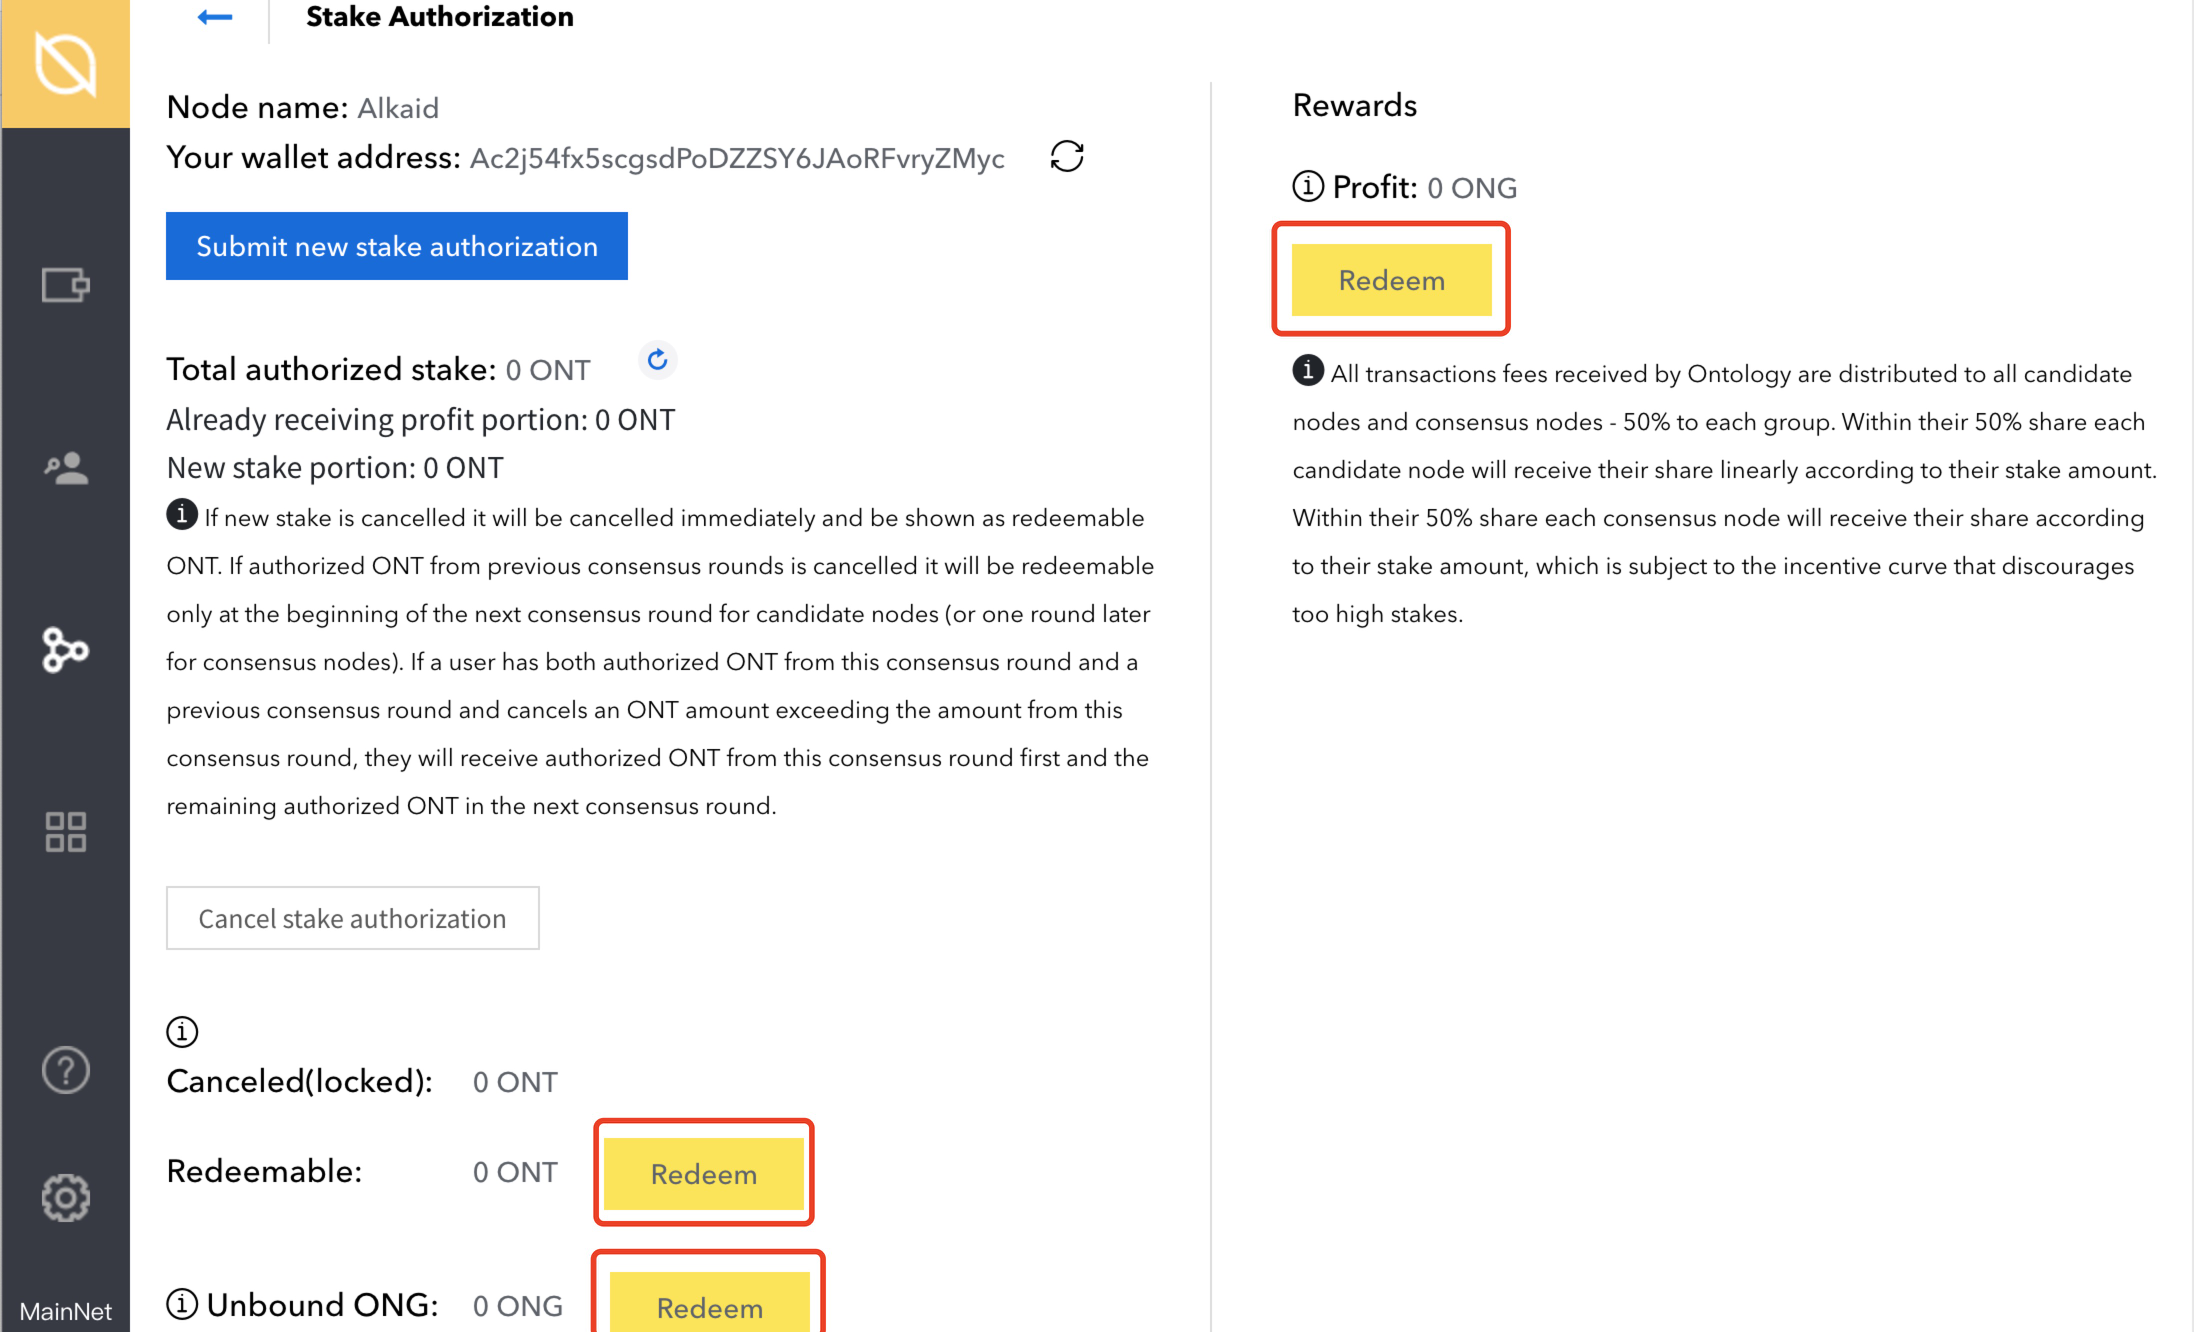 Stake Authorization
Node name: Alkaid
Your wallet address: Ac2j54fx5scgsdPoDZZSY6JAoRFvryZMyc
Submit new stake authorization
Total authorized stake: 0 ONT
Already receiving profit portion: 0 ONT
New stake portion: 0 ONT
If new stake is cancelled it will be cancelled immediately and be shown as redeemable
ONT. If authorized ONT from previous consensus rounds is cancelled it will be redeemable
only at the beginning of the next consensus round for candidate nodes (or one round later
for consensus nodes). If a user has both authorized ONT from this consensus round and a
previous consensus round and cancels an ONT amount exceeding the amount from this
consensus round, they will receive authorized ONT from this consensus round first and the
remaining authorized ONT in the next consensus round.
Cancel stake authorization
Canceled(locked): 0 ONT
Redeemable: 0 ONT Redeem
Unbound ONG: 0 ONG Redeem
Rewards
Profit: 0 ONG
Redeem
All transactions fees received by Ontology are distributed to all candidate
nodes and consensus nodes - 50% to each group. Within their 50% share each
candidate node will receive their share linearly according to their stake amount.
Within their 50% share each consensus node will receive their share according
to their stake amount, which is subject to the incentive curve that discourages
too high stakes.
MainNet